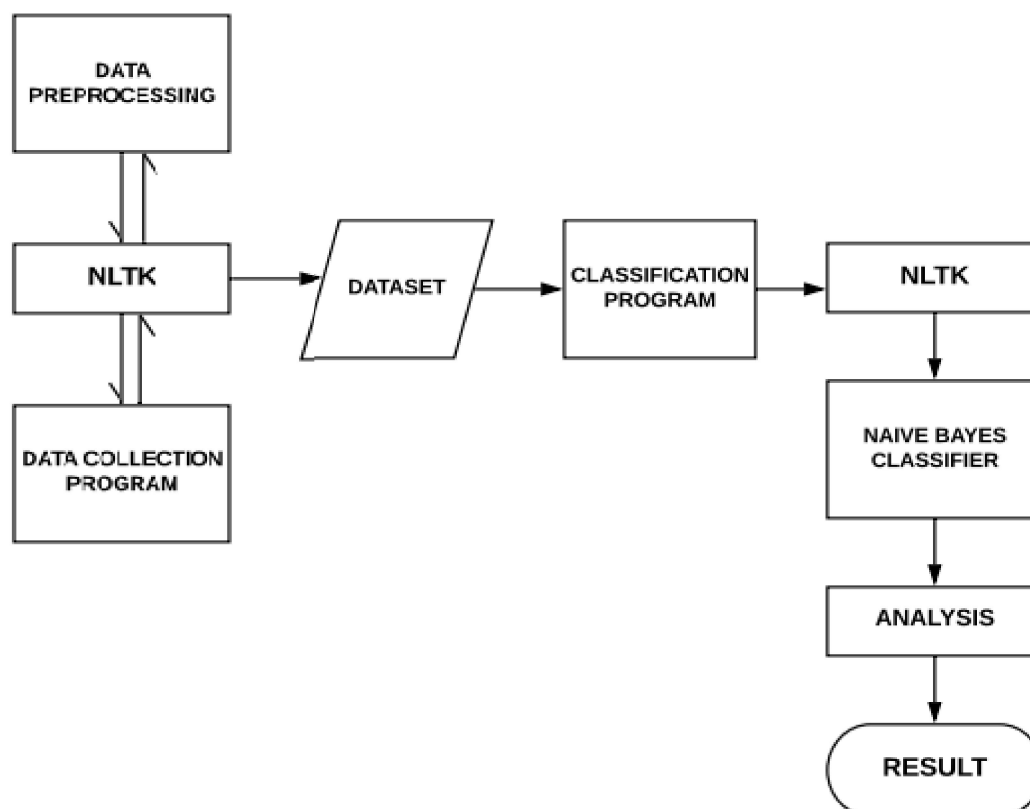 DATA
PREPROCESSING
NLTK
DATA COLLECTION
PROGRAM
DATASET
CLASSIFICATION
PROGRAM
NLTK
NAIVE BAYES
CLASSIFIER
ANALYSIS
RESULT